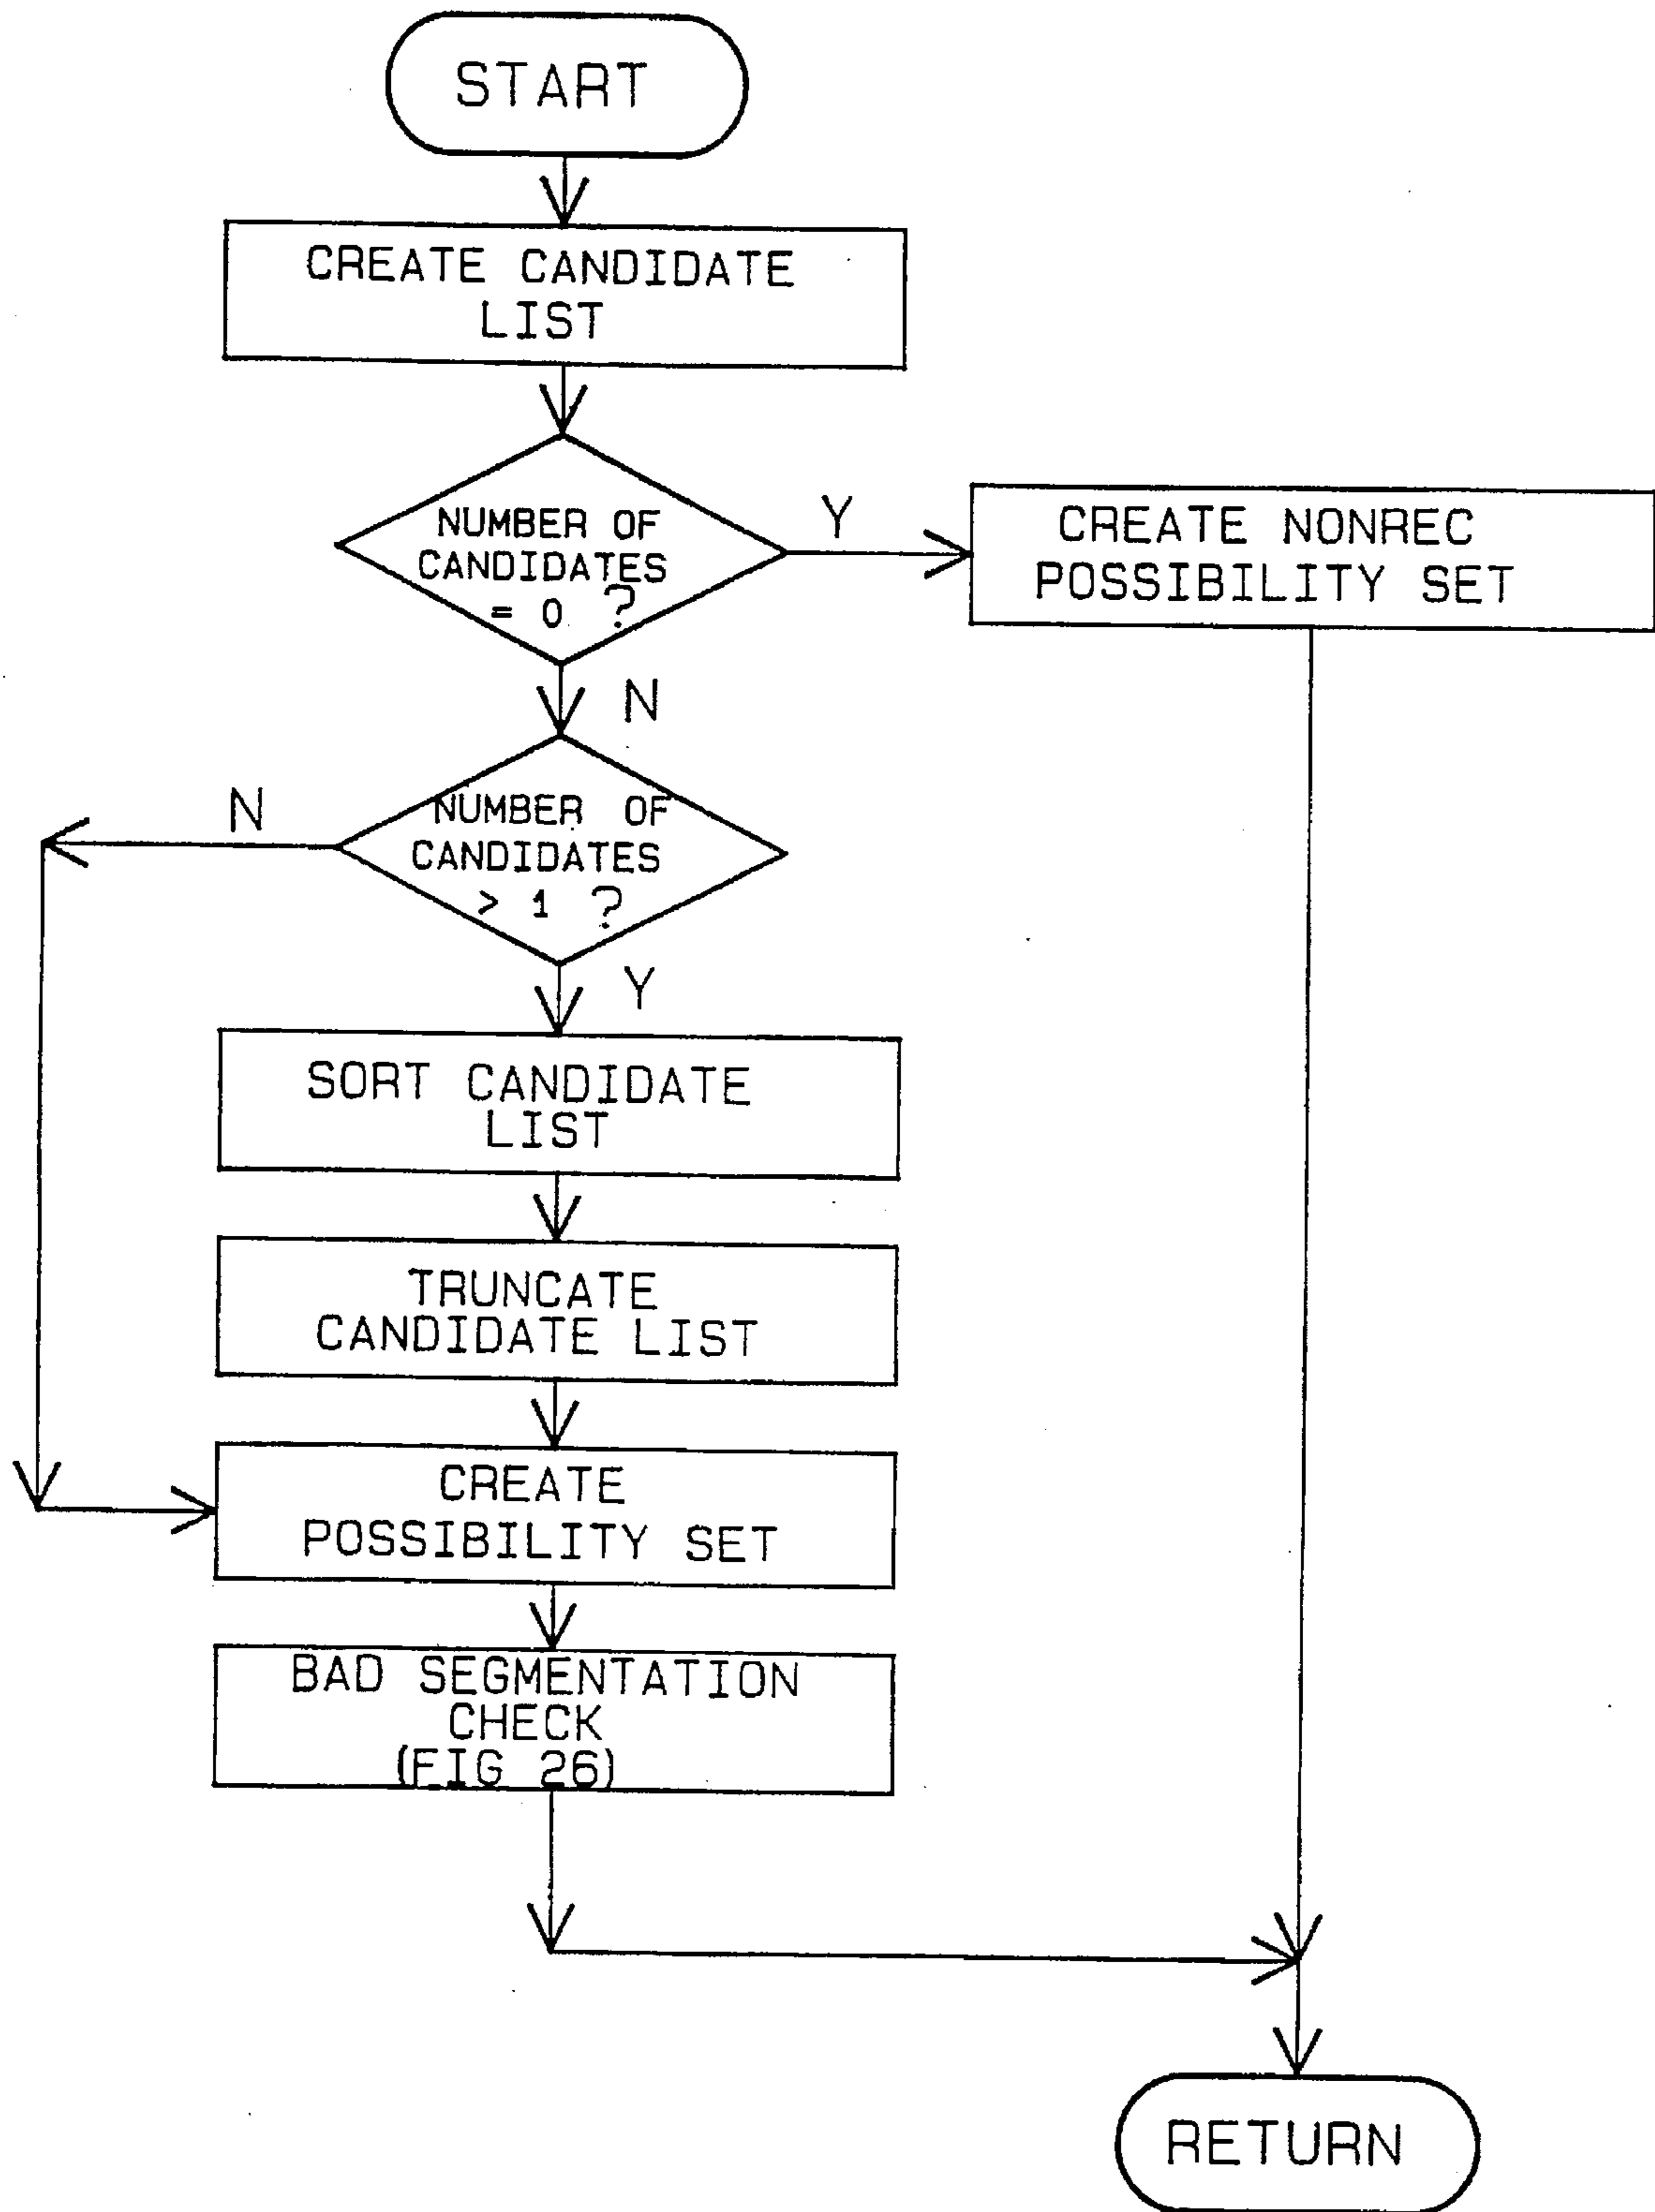 START
CREATE CANDIDATE
LIST
NUMBER OF
CANDIDATES
= 0 ?
Y
CREATE NONREC
POSSIBILITY SET
N
NUMBER OF
CANDIDATES
> 1 ?
N
Y
SORT CANDIDATE
LIST
TRUNCATE
CANDIDATE LIST
CREATE
POSSIBILITY SET
BAD SEGMENTATION
CHECK
(FIG 26)
RETURN